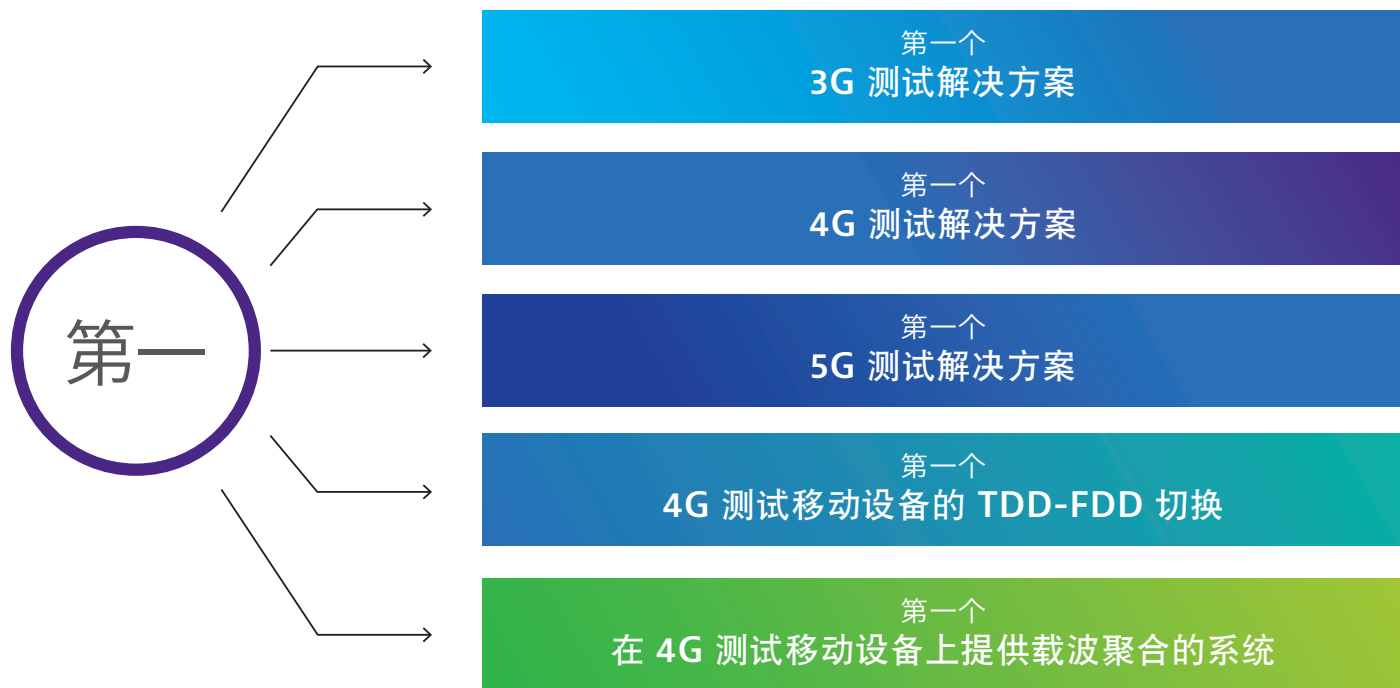 第一
第一个
3G 测试解决方案
第一个
4G 测试解决方案
第一个
5G 测试解决方案
第一个
4G 测试移动设备的 TDD-FDD 切换
第一个
在 4G 测试移动设备上提供载波聚合的系统